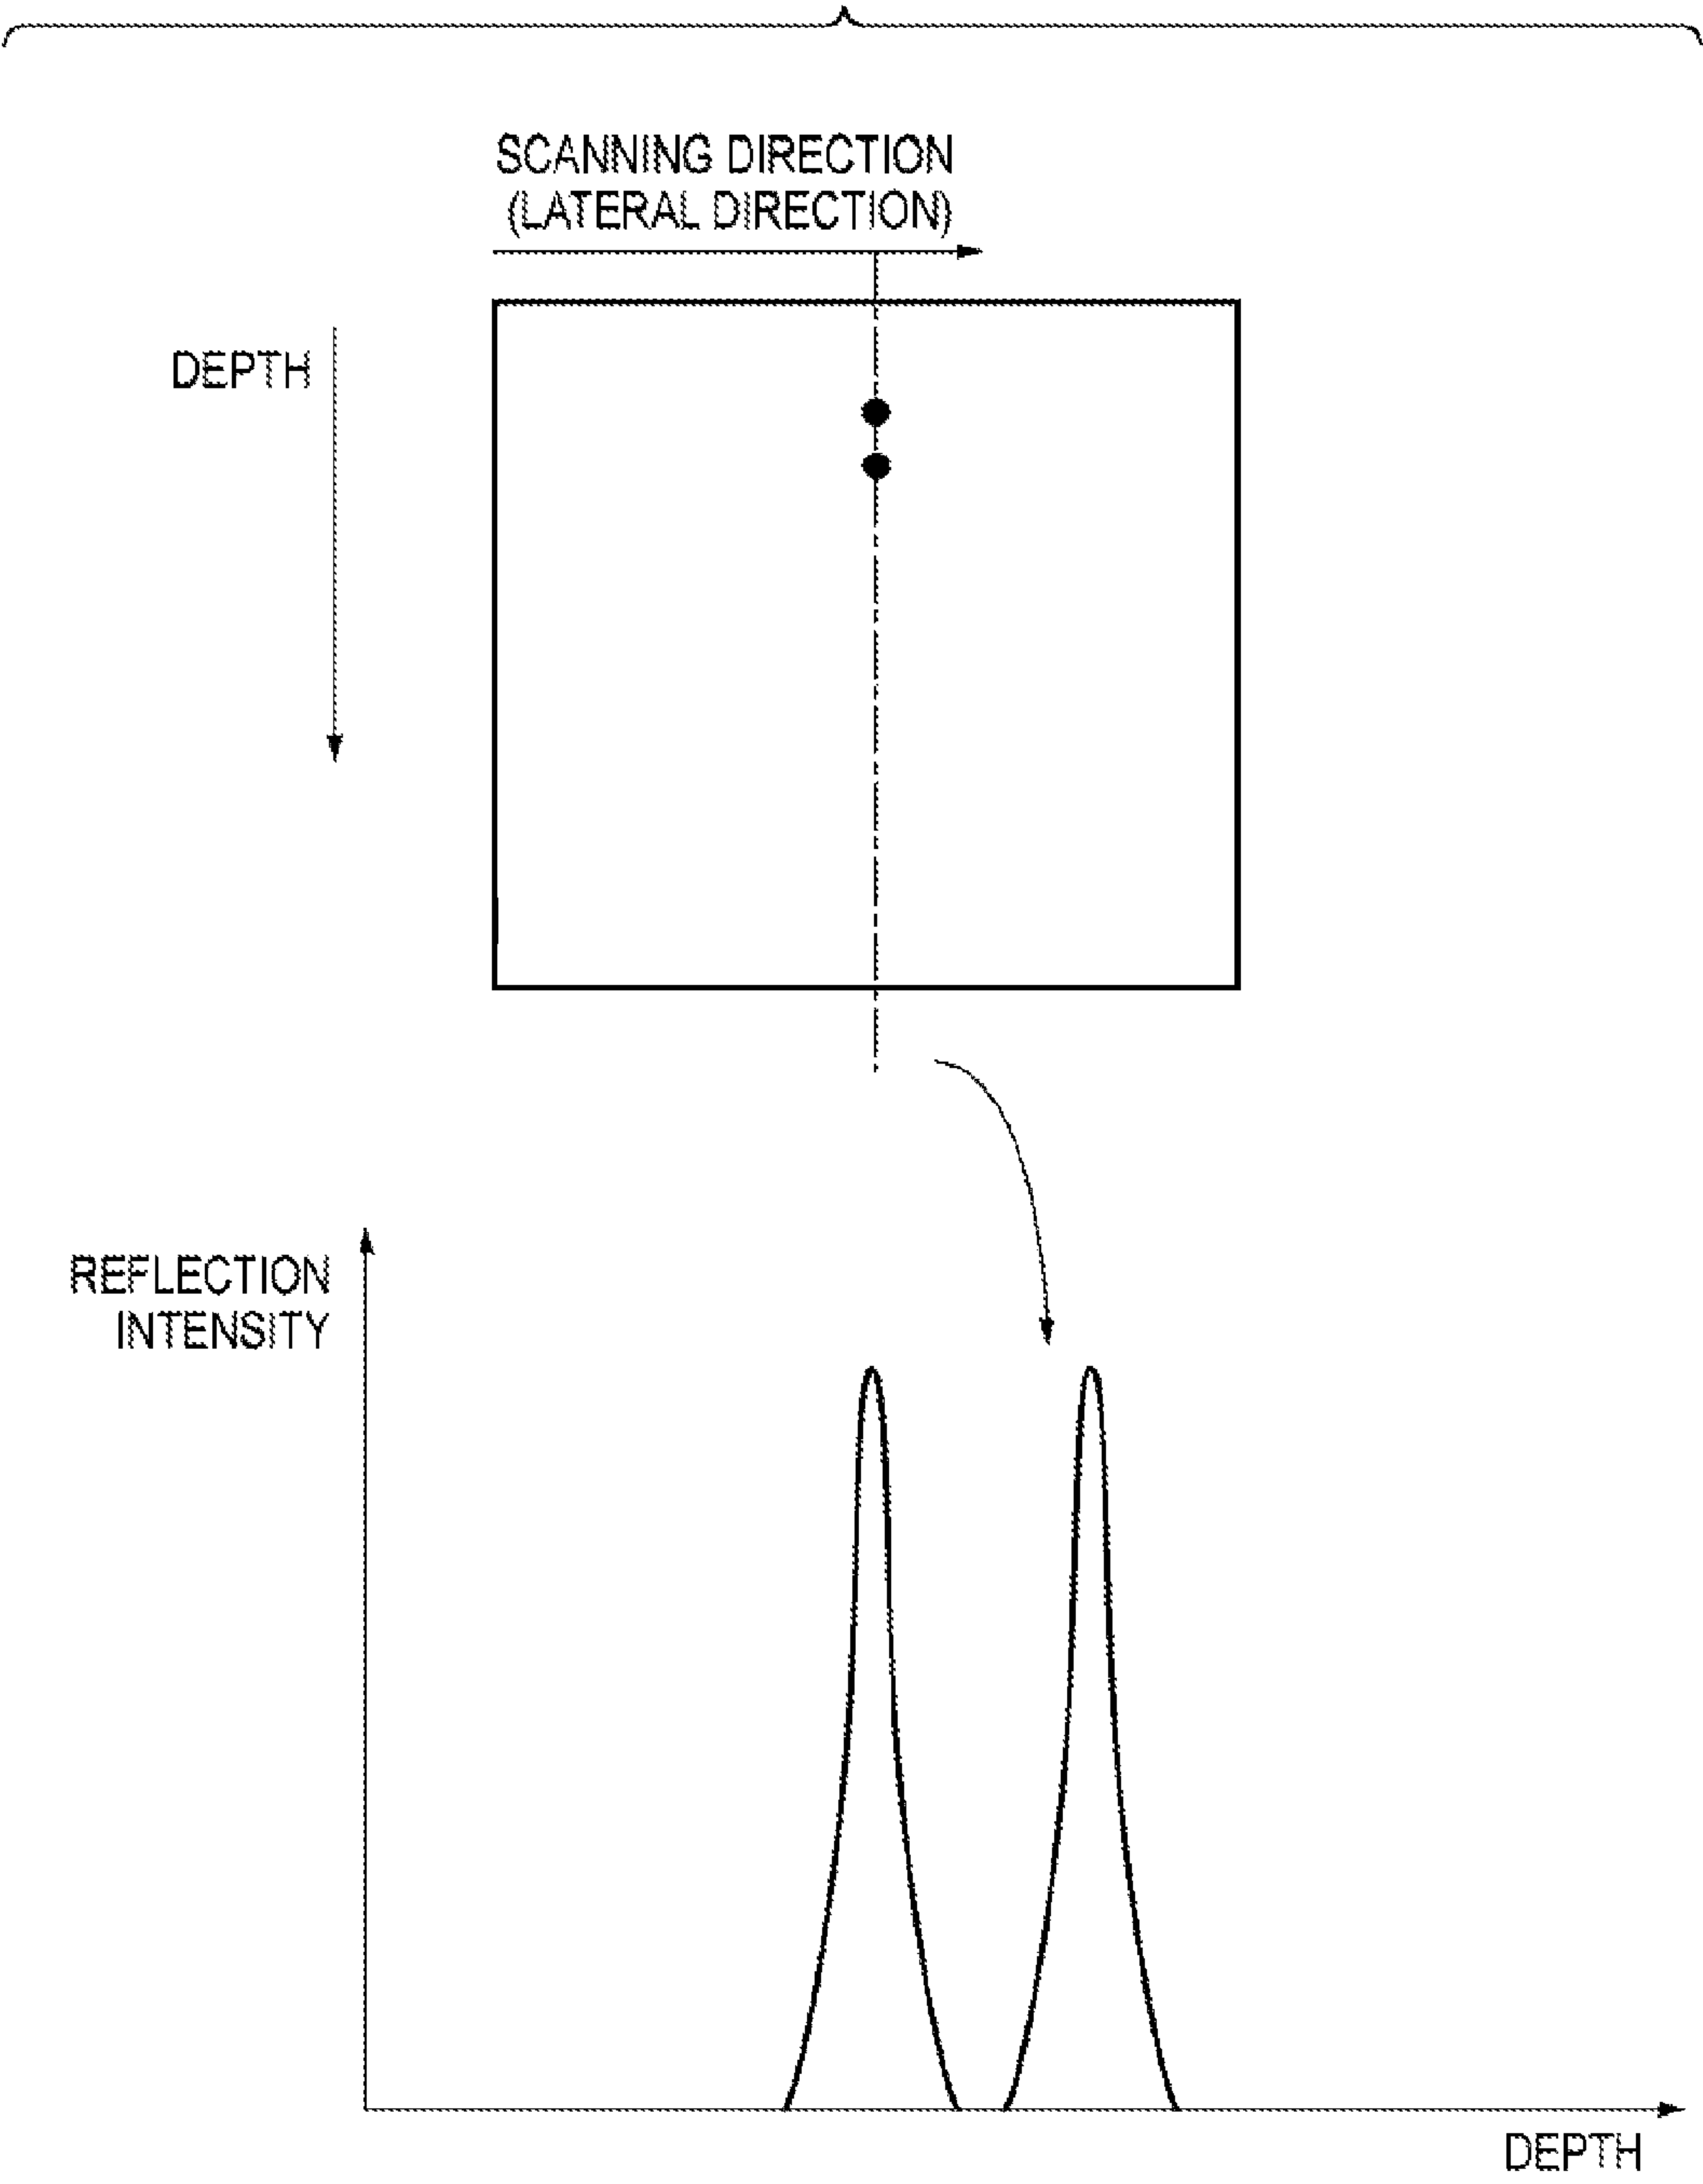 SCANNING DIRECTION
(LATERAL DIRECTION)
DEPTH
REFLECTION
INTENSITY
DEPTH